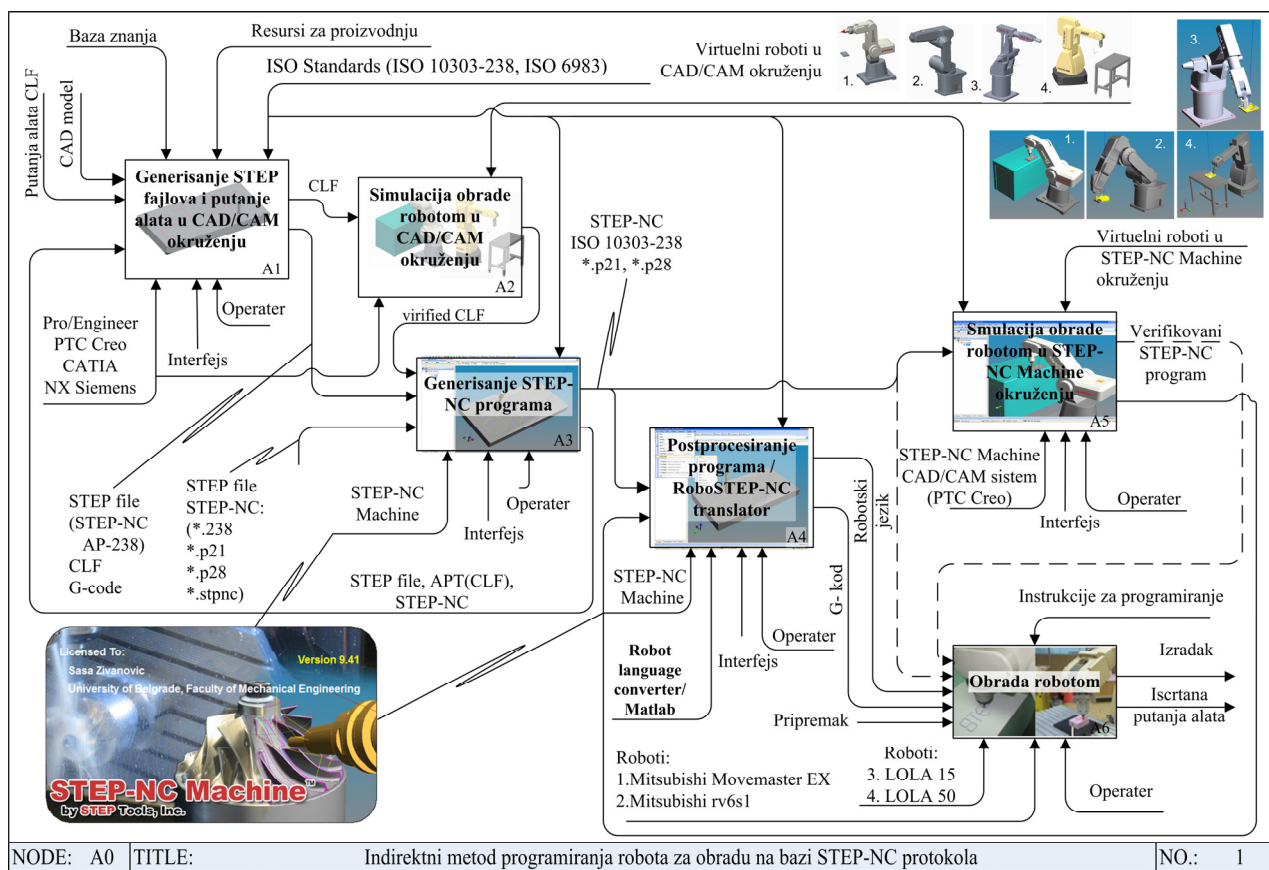 Baza znanja
Resursi za proizvodnju
ISO Standards (ISO 10303-238, ISO 6983)
Virtuelni roboti u
CAD/CAM okruženju
1.
2.
3.
4.
3.
1.
2.
4.
Putanja alata CLF
CAD model
Generisanje STEP
fajlova i putanje
alata u CAD/CAM
okruženju
A1
CLF
Simulacija obrade
robotom u
CAD/CAM
okruženju
A2
STEP-NC
ISO 10303-238
*.p21, *.p28
Virtuelni roboti u
STEP-NC Machine
okruženju
Operater
Interfejs
Pro/Engineer
PTC Creo
CATIA
NX Siemens
virified CLF
Generisanje STEP-
NC programa
A3
Smulacija obrade
robotom u STEP-
NC Machine
okruženju
A5
Verifikovani
STEP-NC
program
STEP file
(STEP-NC
AP-238)
CLF
G-code
STEP file
STEP-NC:
(*.238
*.p21
*.p28
*.stpnc)
STEP-NC
Machine
Operater
Interfejs
Postprocesiranje
programa /
RoboSTEP-NC
translator
A4
Robotski
jezik
G- kod
STEP-NC Machine
CAD/CAM sistem
(PTC Creo)
Interfejs
Operater
STEP file, APT(CLF),
STEP-NC
STEP-NC
Machine
Robot
language
converter/
Matlab
Interfejs
Operater
Instrukcije za programiranje
Obrada robotom
A6
Izradak
Iscrtana
putanja alata
Pripremak
Roboti:
1.Mitsubishi Movemaster EX
2.Mitsubishi rv6s1
Roboti:
3. LOLA 15
4. LOLA 50
Operater
Licensed To:
Sasa Zivanovic
University of Belgrade, Faculty of Mechanical Engineering
Version 9.41
STEP-NC Machine™
by STEP Tools, Inc.
NODE: A0 TITLE: Indirektni metod programiranja robota za obradu na bazi STEP-NC protokola NO.: 1